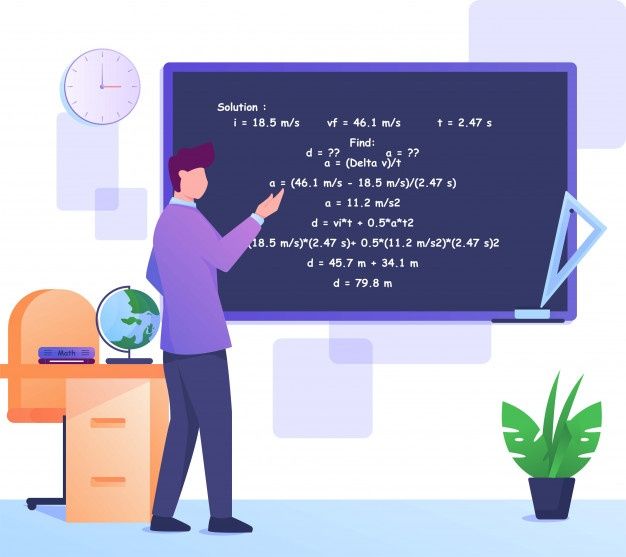 Solution :
i = 18.5 m/s vf = 46.1 m/s t = 2.47 s
Find:
d = ?? a = ??
a = (Delta v)/t
a = (46.1 m/s - 18.5 m/s)/(2.47 s)
a = 11.2 m/s2
d = vi*t + 0.5*a*t2
18.5 m/s)*(2.47 s)+ 0.5*(11.2 m/s2)*(2.47 s)2
d = 45.7 m + 34.1 m
d = 79.8 m
Math